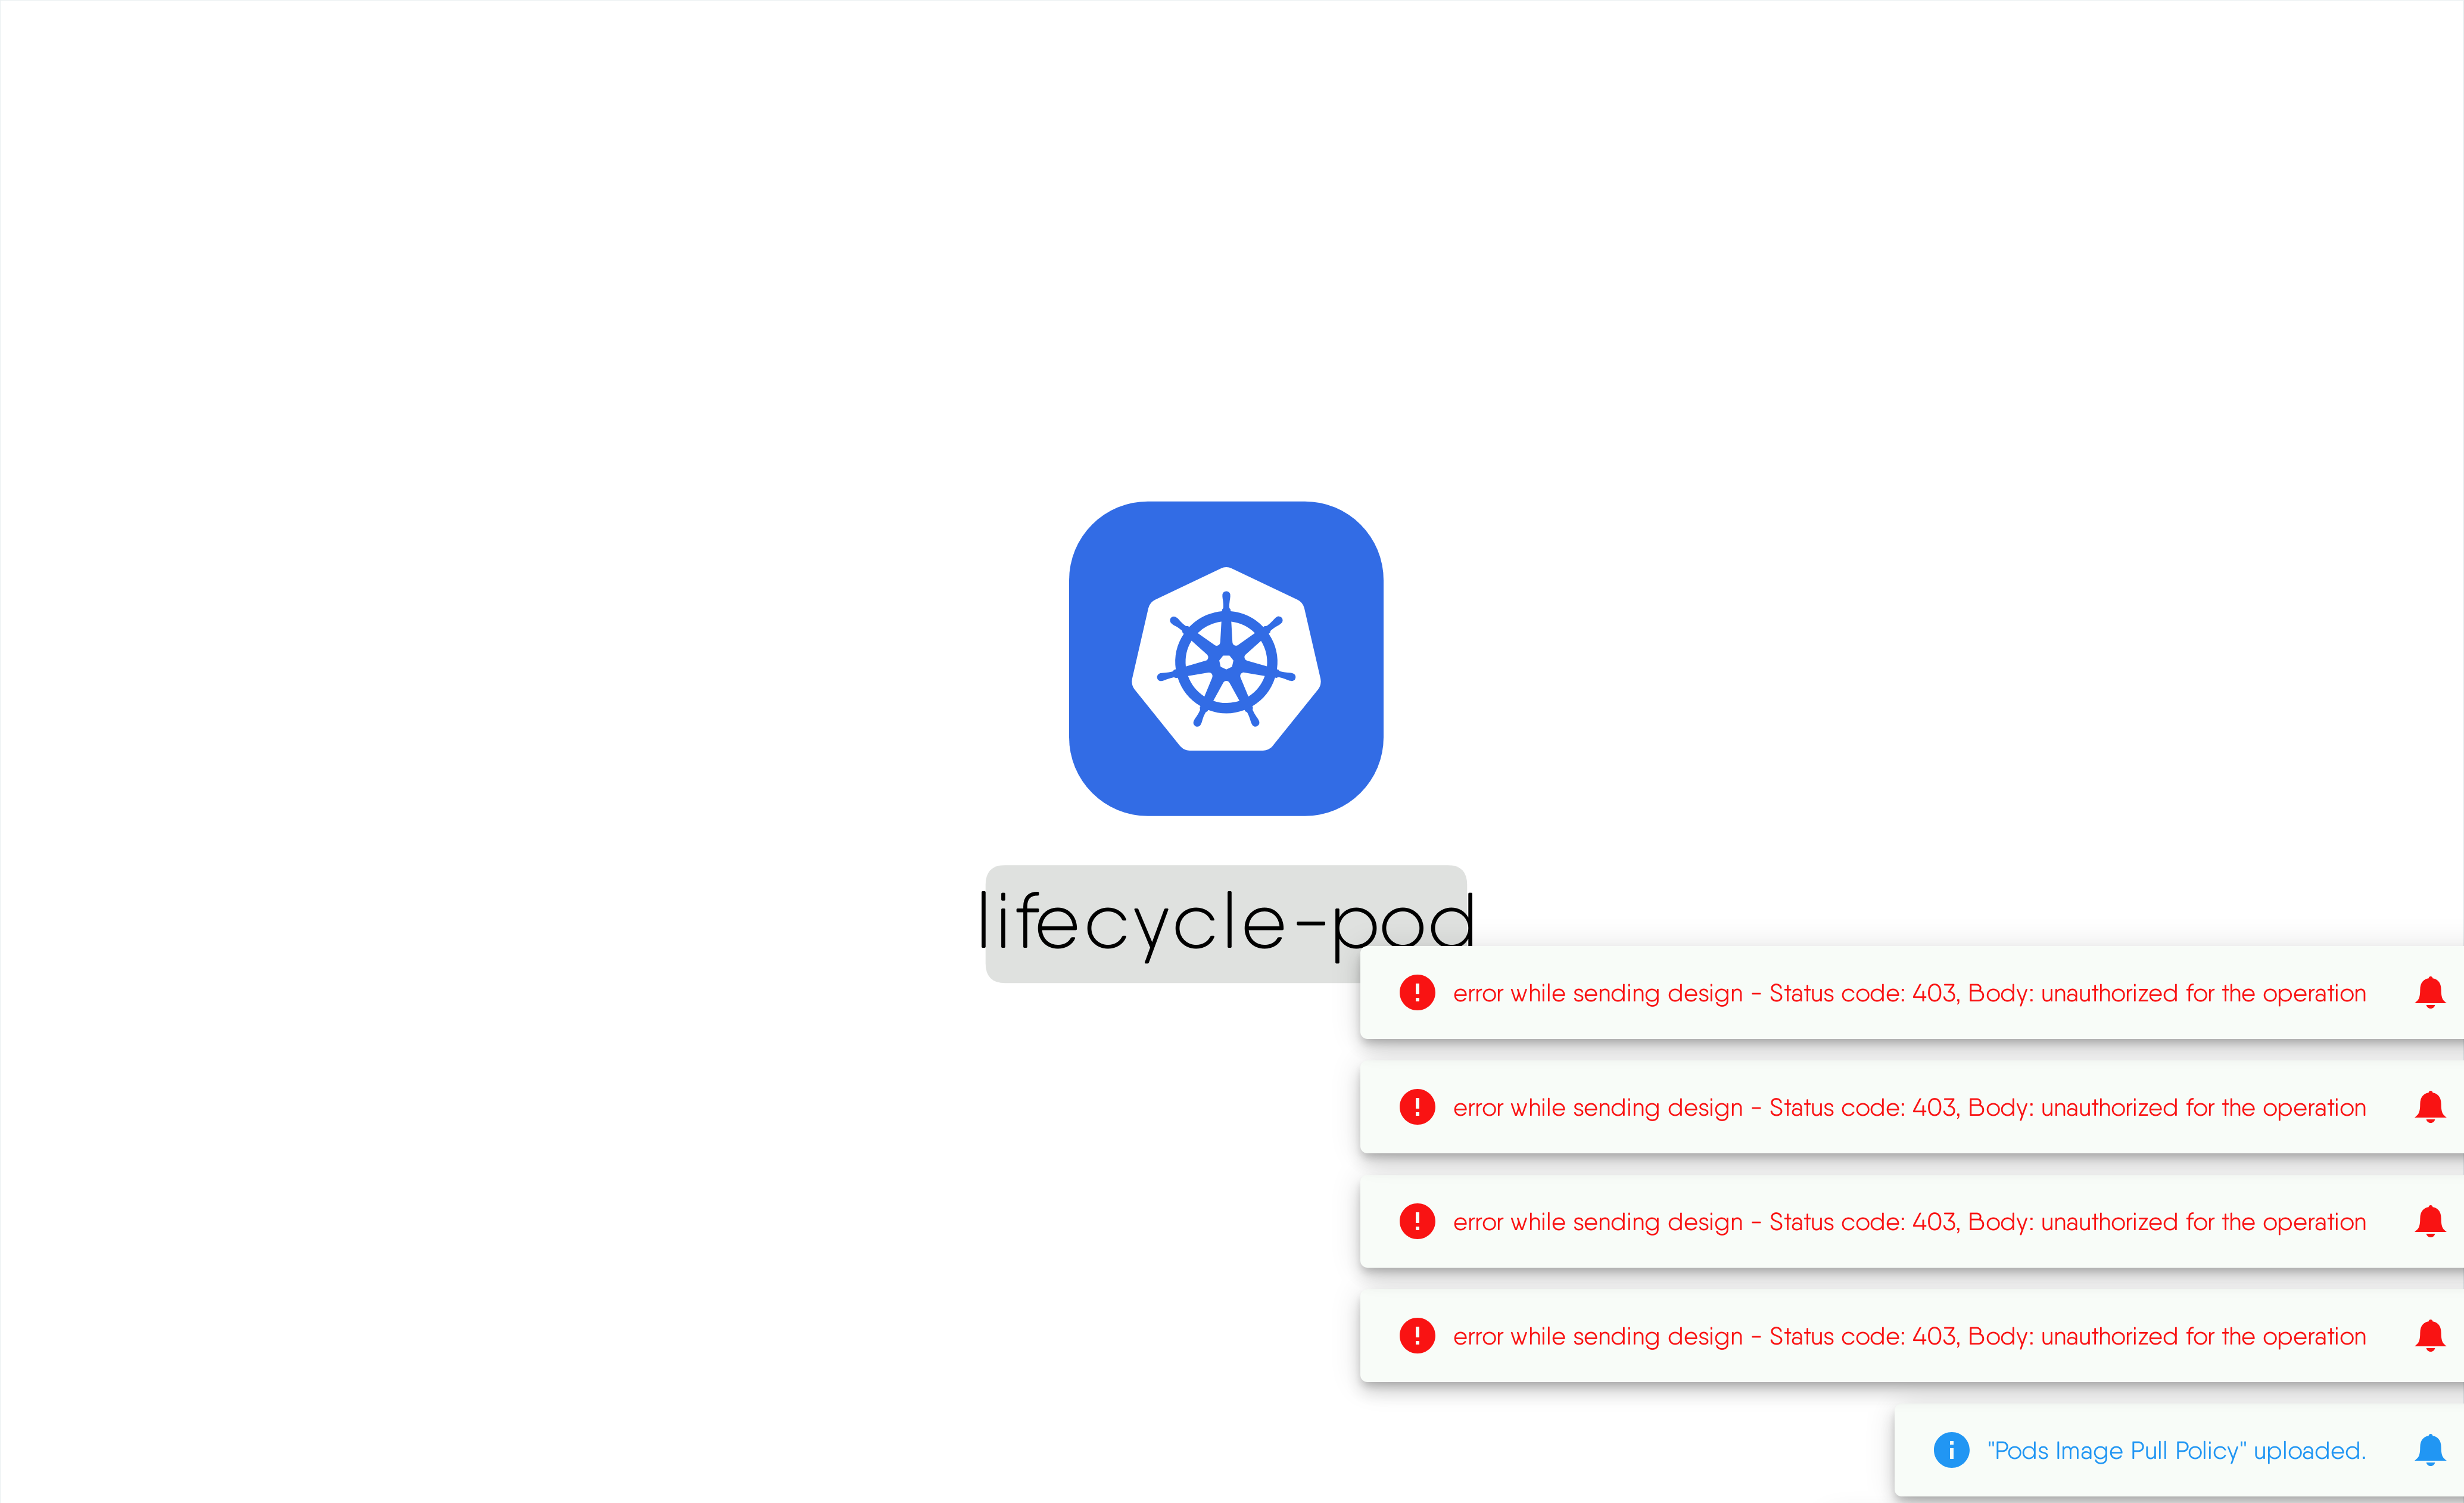 lifecycle-pod
error while sending design - Status code: 403, Body: unauthorized for the operation
error while sending design - Status code: 403, Body: unauthorized for the operation
error while sending design - Status code: 403, Body: unauthorized for the operation
error while sending design - Status code: 403, Body: unauthorized for the operation
"Pods Image Pull Policy" uploaded.